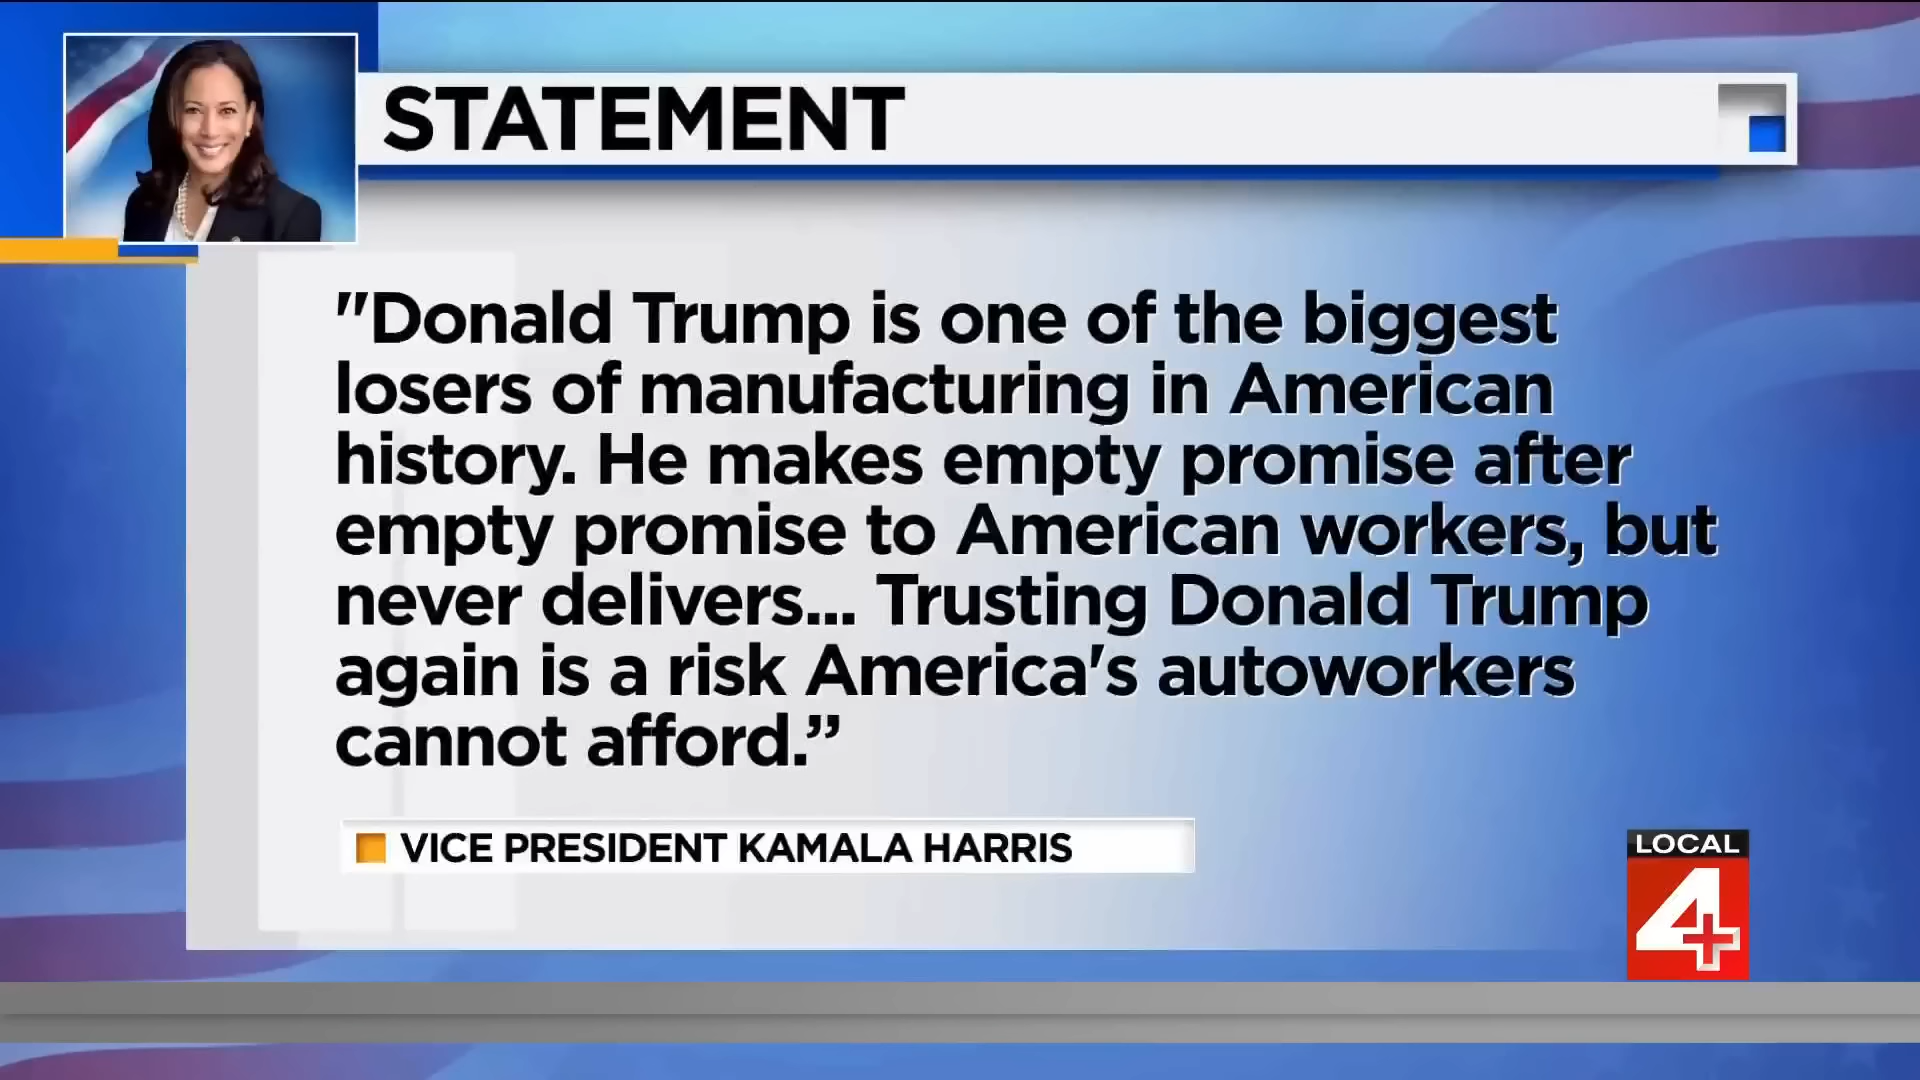 STATEMENT
"Donald Trump is one of the biggest
losers of manufacturing in American
history. He makes empty promise after
empty promise to American workers, but
never delivers... Trusting Donald Trump
again is a risk America's autoworkers
cannot afford.”
VICE PRESIDENT KAMALA HARRIS
LOCAL
4+